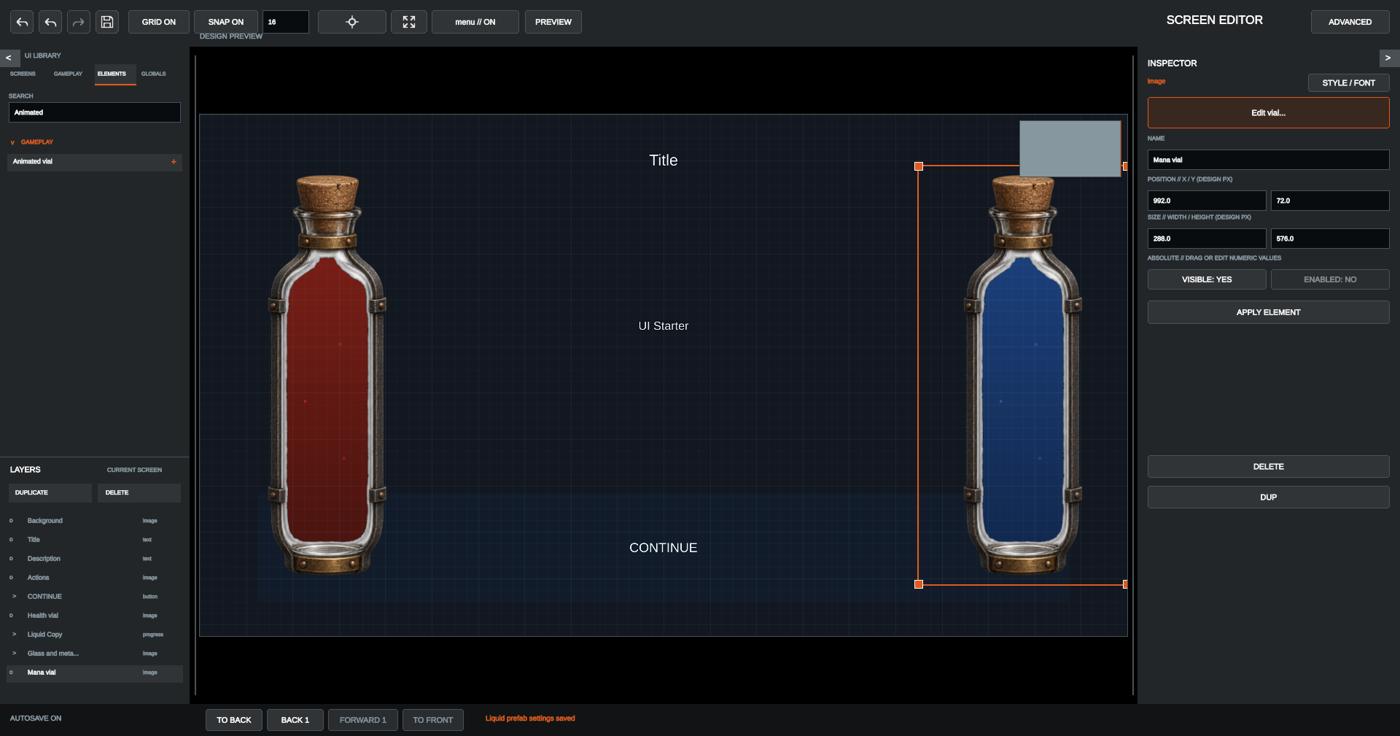 GRID ON
SNAP ON
16
menu // ON
PREVIEW
SCREEN EDITOR
ADVANCED
DESIGN PREVIEW
<
UI LIBRARY
SCREENS
GAMEPLAY
ELEMENTS
GLOBALS
SEARCH
Animated
v GAMEPLAY
Animated vial +
LAYERS
CURRENT SCREEN
DUPLICATE
DELETE
o Background image
o Title text
o Description text
o Actions image
> CONTINUE button
o Health vial image
> Liquid Copy progress
> Glass and meta... image
o Mana vial image
Title
UI Starter
CONTINUE
>
INSPECTOR
Image
STYLE / FONT
Edit vial...
NAME
Mana vial
POSITION // X / Y (DESIGN PX)
992.0
72.0
SIZE // WIDTH / HEIGHT (DESIGN PX)
288.0
576.0
ABSOLUTE // DRAG OR EDIT NUMERIC VALUES
VISIBLE: YES
ENABLED: NO
APPLY ELEMENT
DELETE
DUP
AUTOSAVE ON
TO BACK
BACK 1
FORWARD 1
TO FRONT
Liquid prefab settings saved